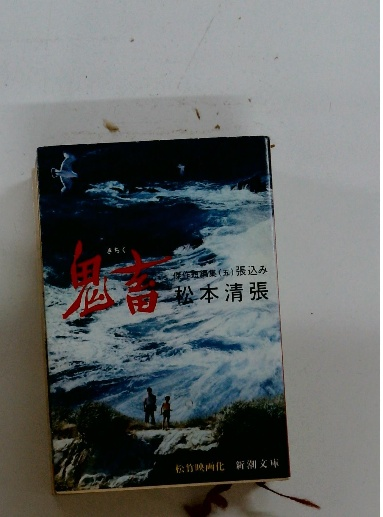 きちく
鬼畜
傑作短編集(五)張込み
松本清張
松竹映画化 新潮文庫